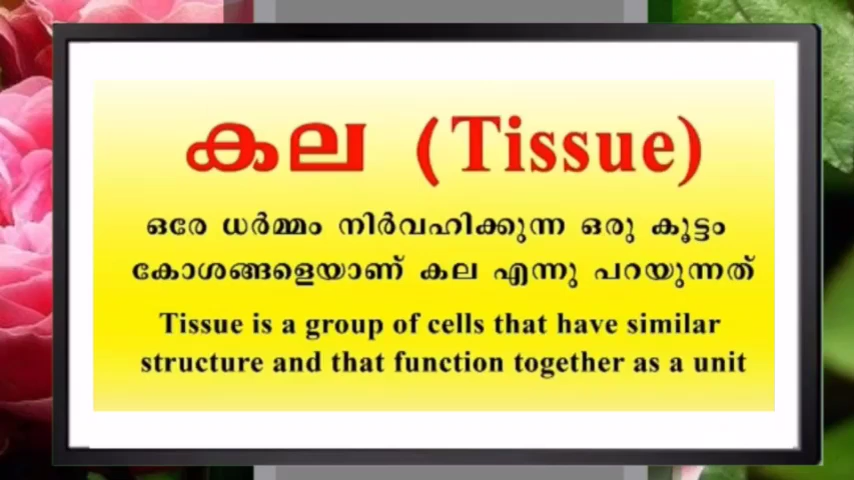 കല (Tissue)
ഒരേ ധർമ്മം നിർവഹിക്കുന്ന ഒരു കൂട്ടം
കോശങ്ങളെയാണ് കല എന്നു പറയുന്നത്
Tissue is a group of cells that have similar
structure and that function together as a unit